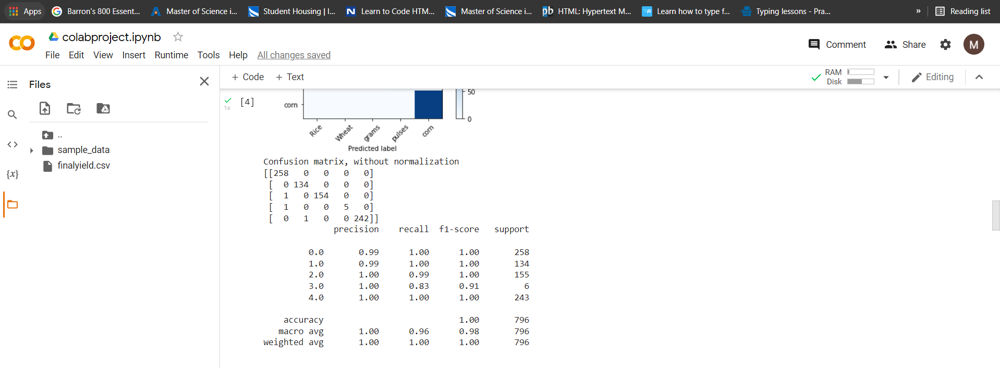 Apps Barron's 800 Essent... Master of Science i... Student Housing | I... Learn to Code HTM... Master of Science i... HTML: Hypertext M... Learn how to type f... Typing lessons - Pra... » Reading list
colabproject.ipynb
File Edit View Insert Runtime Tools Help All changes saved
Comment Share M
Files
+ Code + Text
RAM
Disk
Editing
..
sample_data
finalyield.csv
{x}
[4]
1s
50
corn
0
Rice Wheat grams pulses corn
Predicted label
Confusion matrix, without normalization
[[258 0 0 0 0]
[ 0 134 0 0 0]
[ 1 0 154 0 0]
[ 1 0 0 5 0]
[ 0 1 0 0 242]]
precision recall f1-score support
0.0 0.99 1.00 1.00 258
1.0 0.99 1.00 1.00 134
2.0 1.00 0.99 1.00 155
3.0 1.00 0.83 0.91 6
4.0 1.00 1.00 1.00 243
accuracy 1.00 796
macro avg 1.00 0.96 0.98 796
weighted avg 1.00 1.00 1.00 796